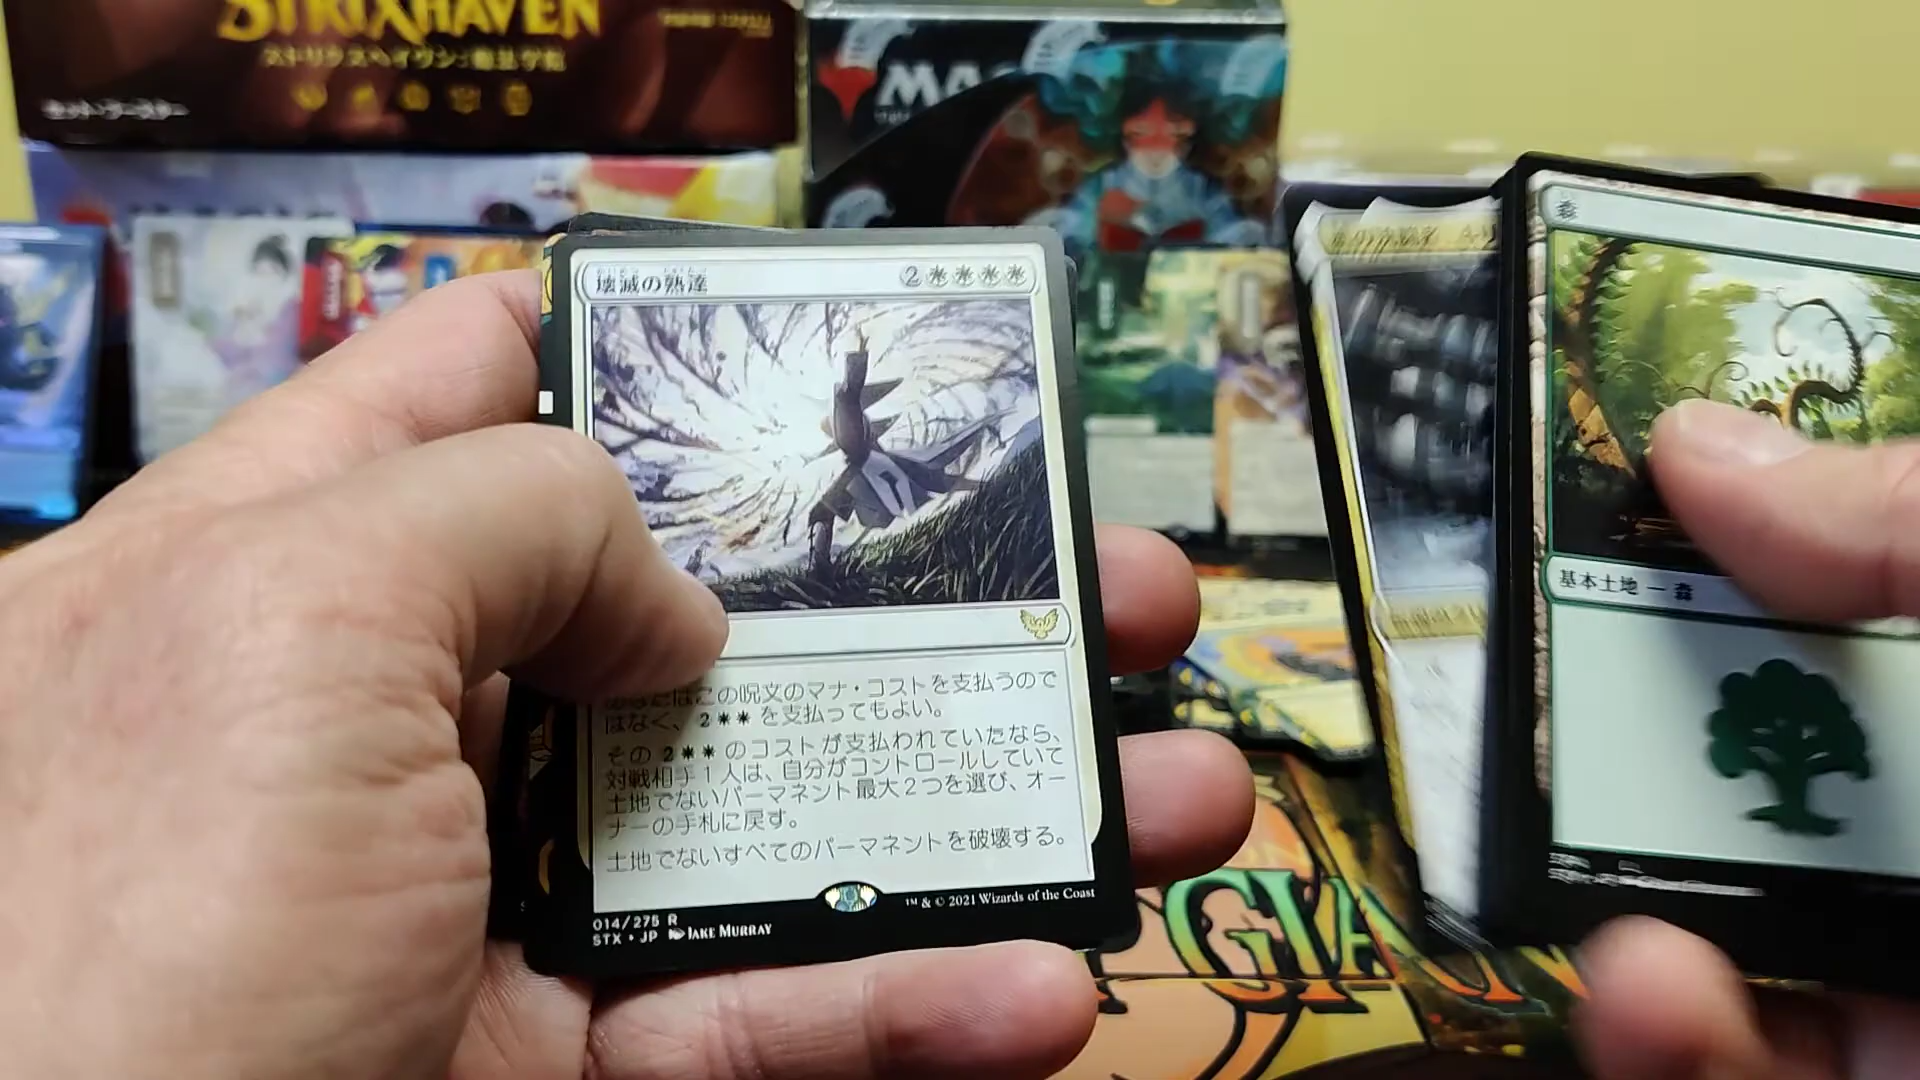 STRIXHAVEN
ストリクスヘイヴン：魔法学院
セット・ブースター
MA
壊滅の熟達
2
はこの呪文のマナ・コストを支払うので
はなく、2 を支払ってもよい。
その 2 のコストが支払われていたなら、
対戦相手1人は、自分がコントロールしていて
土地でないパーマネント最大2つを選び、オー
ナーの手札に戻す。
土地でないすべてのパーマネントを破壊する。
014/275 R
STX • JP JAKE MURRAY
™ & © 2021 Wizards of the Coast
森
基本土地 ― 森
GIA